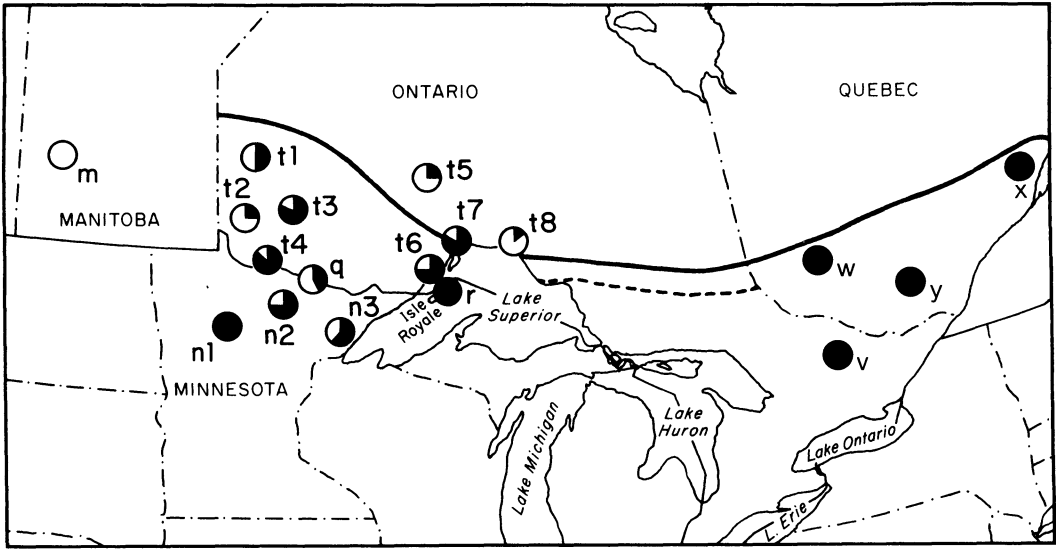 ONTARIO
QUEBEC
m
t1
t5
t2
t3
x
MANITOBA
t7
t8
t4
t6
q
w
y
r
n3
Isle
Royale
Lake
Superior
n1
n2
v
MINNESOTA
Lake
Huron
Lake Michigan
Lake Ontario
L. Erie